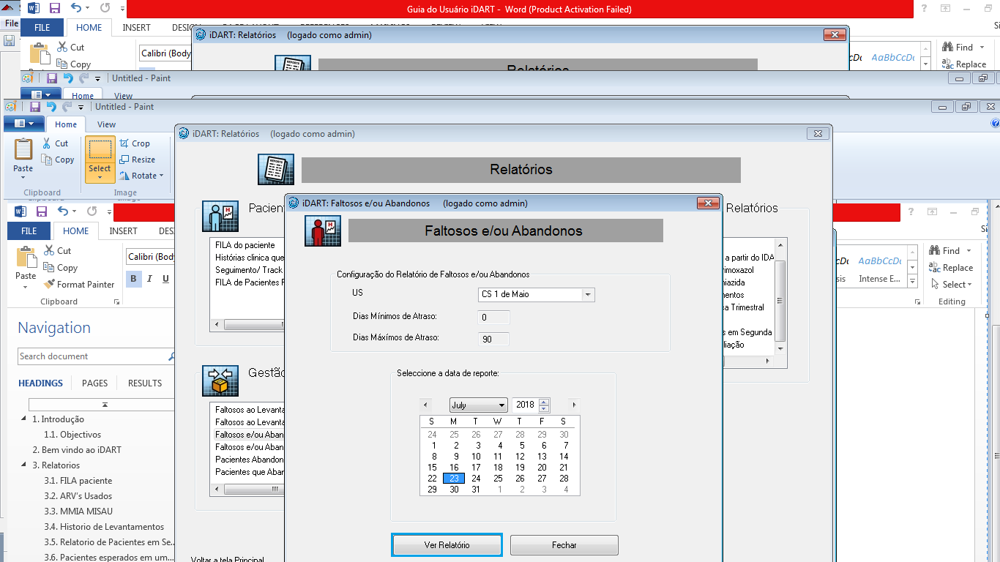 Guia do Usuário iDART - Word (Product Activation Failed)
File
FILE HOME INSERT
iDART: Relatórios (logado como admin)
Cut
Copy
Calibri (Body
AaBbCcDc
Find
Replace
Untitled - Paint
Home View
Untitled - Paint
Home View
Paste
Cut
Copy
Clipboard
Select
Crop
Resize
Rotate
Image
iDART: Relatórios (logado como admin)
Relatórios
FILE HOME INSERT
Paste
Cut
Copy
Format Painter
Clipboard
Calibri (Body
B I U
Navigation
Search document
HEADINGS PAGES RESULTS
1. Introdução
1.1. Objectivos
2. Bem vindo ao iDART
3. Relatorios
3.1. FILA paciente
3.2. ARV's Usados
3.3. MMIA MISAU
3.4. Historio de Levantamentos
3.5. Relatorio de Pacientes em Se...
3.6. Pacientes esperados em um...
Pacien
FILA do paciente
Histórias clinica que
Seguimento/ Track
FILA de Pacientes F
Gestão
Faltosos ao Levanta
Faltosos ao Levanta
Faltosos e/ou Aban
Faltosos e/ou Aban
Pacientes Abandon
Pacientes que Aban
Voltar a tela Principal
iDART: Faltosos e/ou Abandonos (logado como admin)
Faltosos e/ou Abandonos
Configuração do Relatório de Faltosos e/ou Abandonos
US CS 1 de Maio
Dias Mínimos de Atraso: 0
Dias Máxímos de Atraso: 90
Seleccione a data de reporte:
July 2018
S M T W T F S
24 25 26 27 28 29 30
1 2 3 4 5 6 7
8 9 10 11 12 13 14
15 16 17 18 19 20 21
22 23 24 25 26 27 28
29 30 31 1 2 3 4
Ver Relatório Fechar
Relatórios
a partir do IDA
rimoxazol
niazida
nentos
sa Trimestral
s em Segunda
liação
AaBbCcDc
Intense E...
Find
Replace
Select
Editing